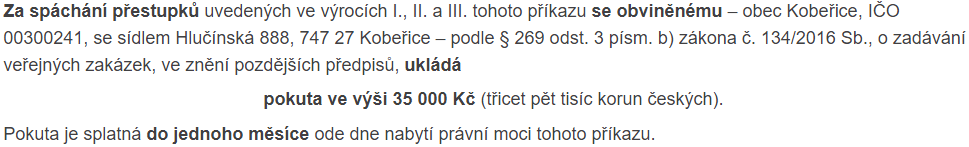 Za spáchání přestupků uvedených ve výrocích I., II. a III. tohoto příkazu se obviněnému – obec Kobeřice, IČO
00300241, se sídlem Hlučínská 888, 747 27 Kobeřice – podle § 269 odst. 3 písm. b) zákona č. 134/2016 Sb., o zadávání
veřejných zakázek, ve znění pozdějších předpisů, ukládá
pokuta ve výši 35 000 Kč (třicet pět tisíc korun českých).
Pokuta je splatná do jednoho měsíce ode dne nabytí právní moci tohoto příkazu.